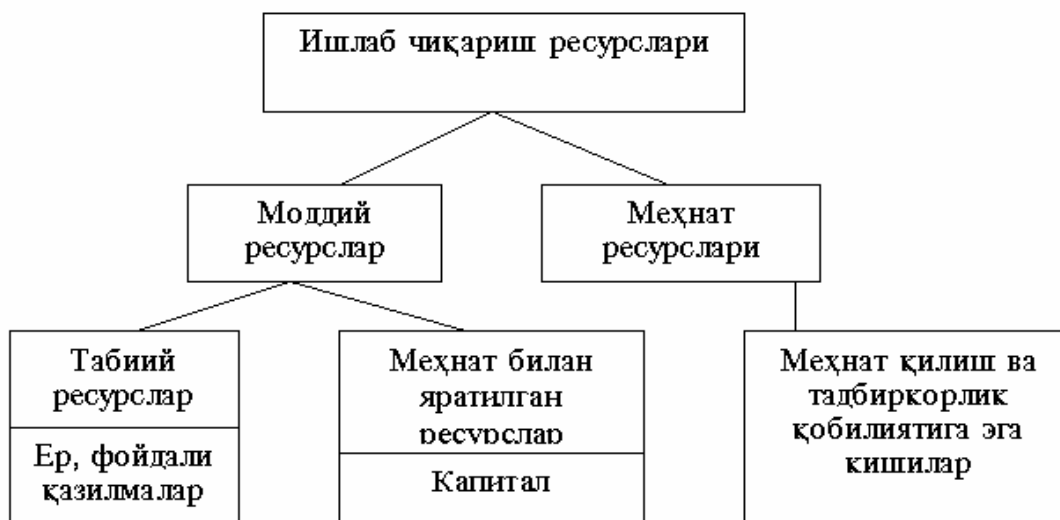 Ишлаб чиқариш ресурслари
Моддий
ресурслар
Меҳнат
ресурслари
Табиий
ресурслар
Ер, фойдали
қазилмалар
Меҳнат билан
яратилган
ресурслар
Капитал
Меҳнат қилиш ва
тадбиркорлик
қобилиятига эга
кишилар